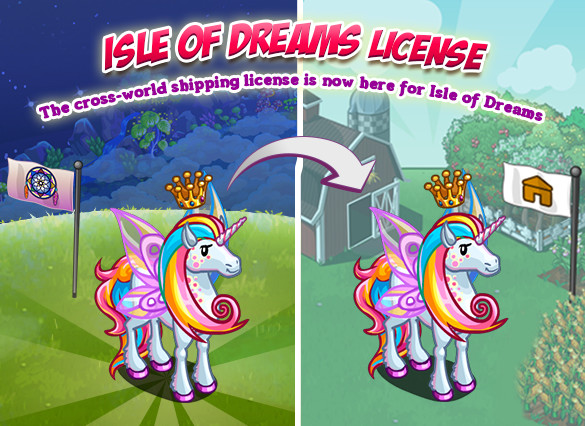 ISLE OF DREAMS LICENSE
The cross-world shipping license is now here for Isle of Dreams